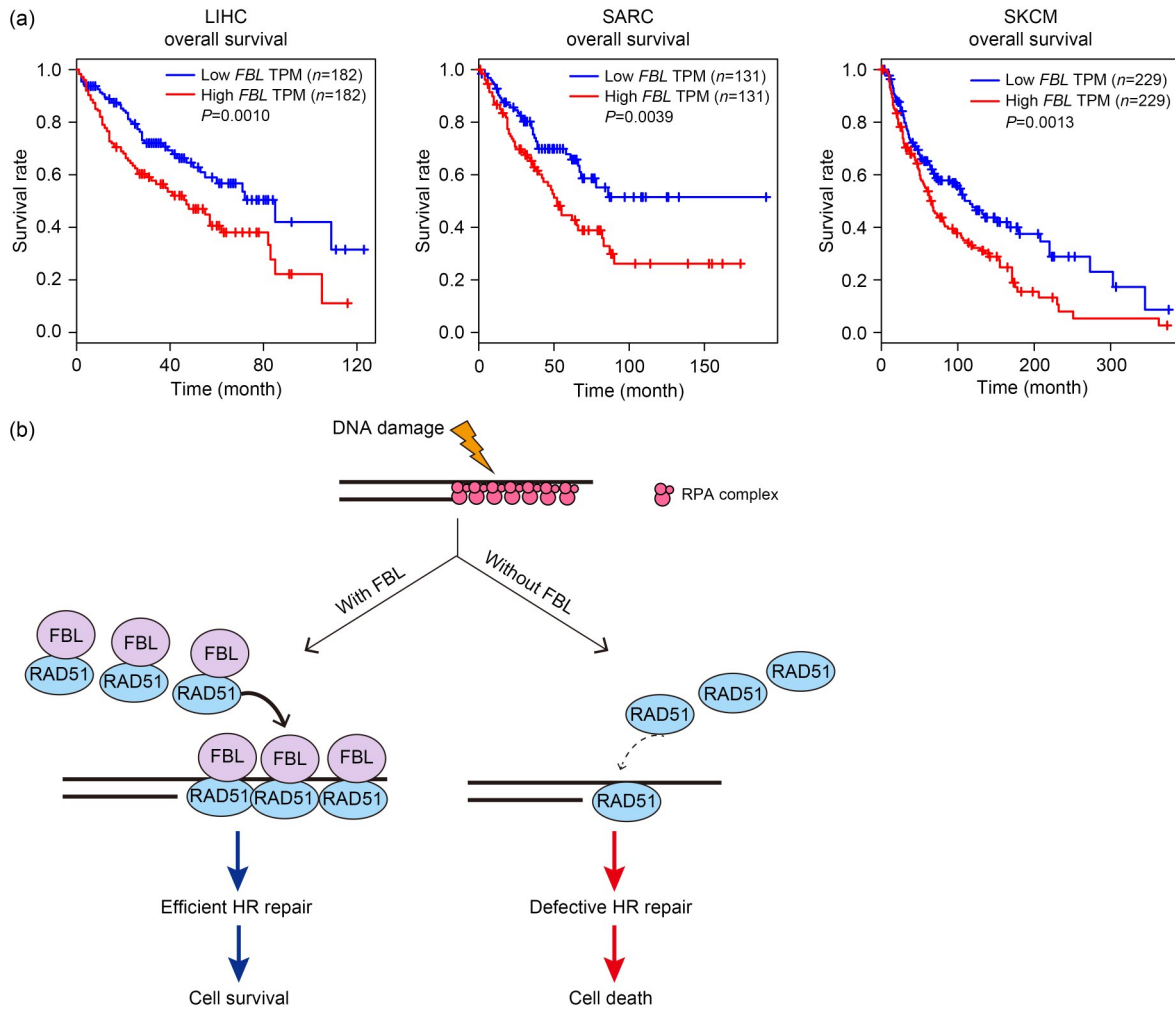 (a)
LIHC
overall survival
Low FBL TPM (n=182)
High FBL TPM (n=182)
P=0.0010
Survival rate
1.0
0.8
0.6
0.4
0.2
0.0
0 40 80 120
Time (month)
SARC
overall survival
Low FBL TPM (n=131)
High FBL TPM (n=131)
P=0.0039
Survival rate
1.0
0.8
0.6
0.4
0.2
0.0
0 50 100 150
Time (month)
SKCM
overall survival
Low FBL TPM (n=229)
High FBL TPM (n=229)
P=0.0013
Survival rate
1.0
0.8
0.6
0.4
0.2
0.0
0 100 200 300
Time (month)
(b)
DNA damage
RPA complex
With FBL
Without FBL
FBL
RAD51
FBL
RAD51
FBL
RAD51
FBL
RAD51
FBL
RAD51
FBL
RAD51
Efficient HR repair
Cell survival
RAD51
RAD51
RAD51
RAD51
Defective HR repair
Cell death